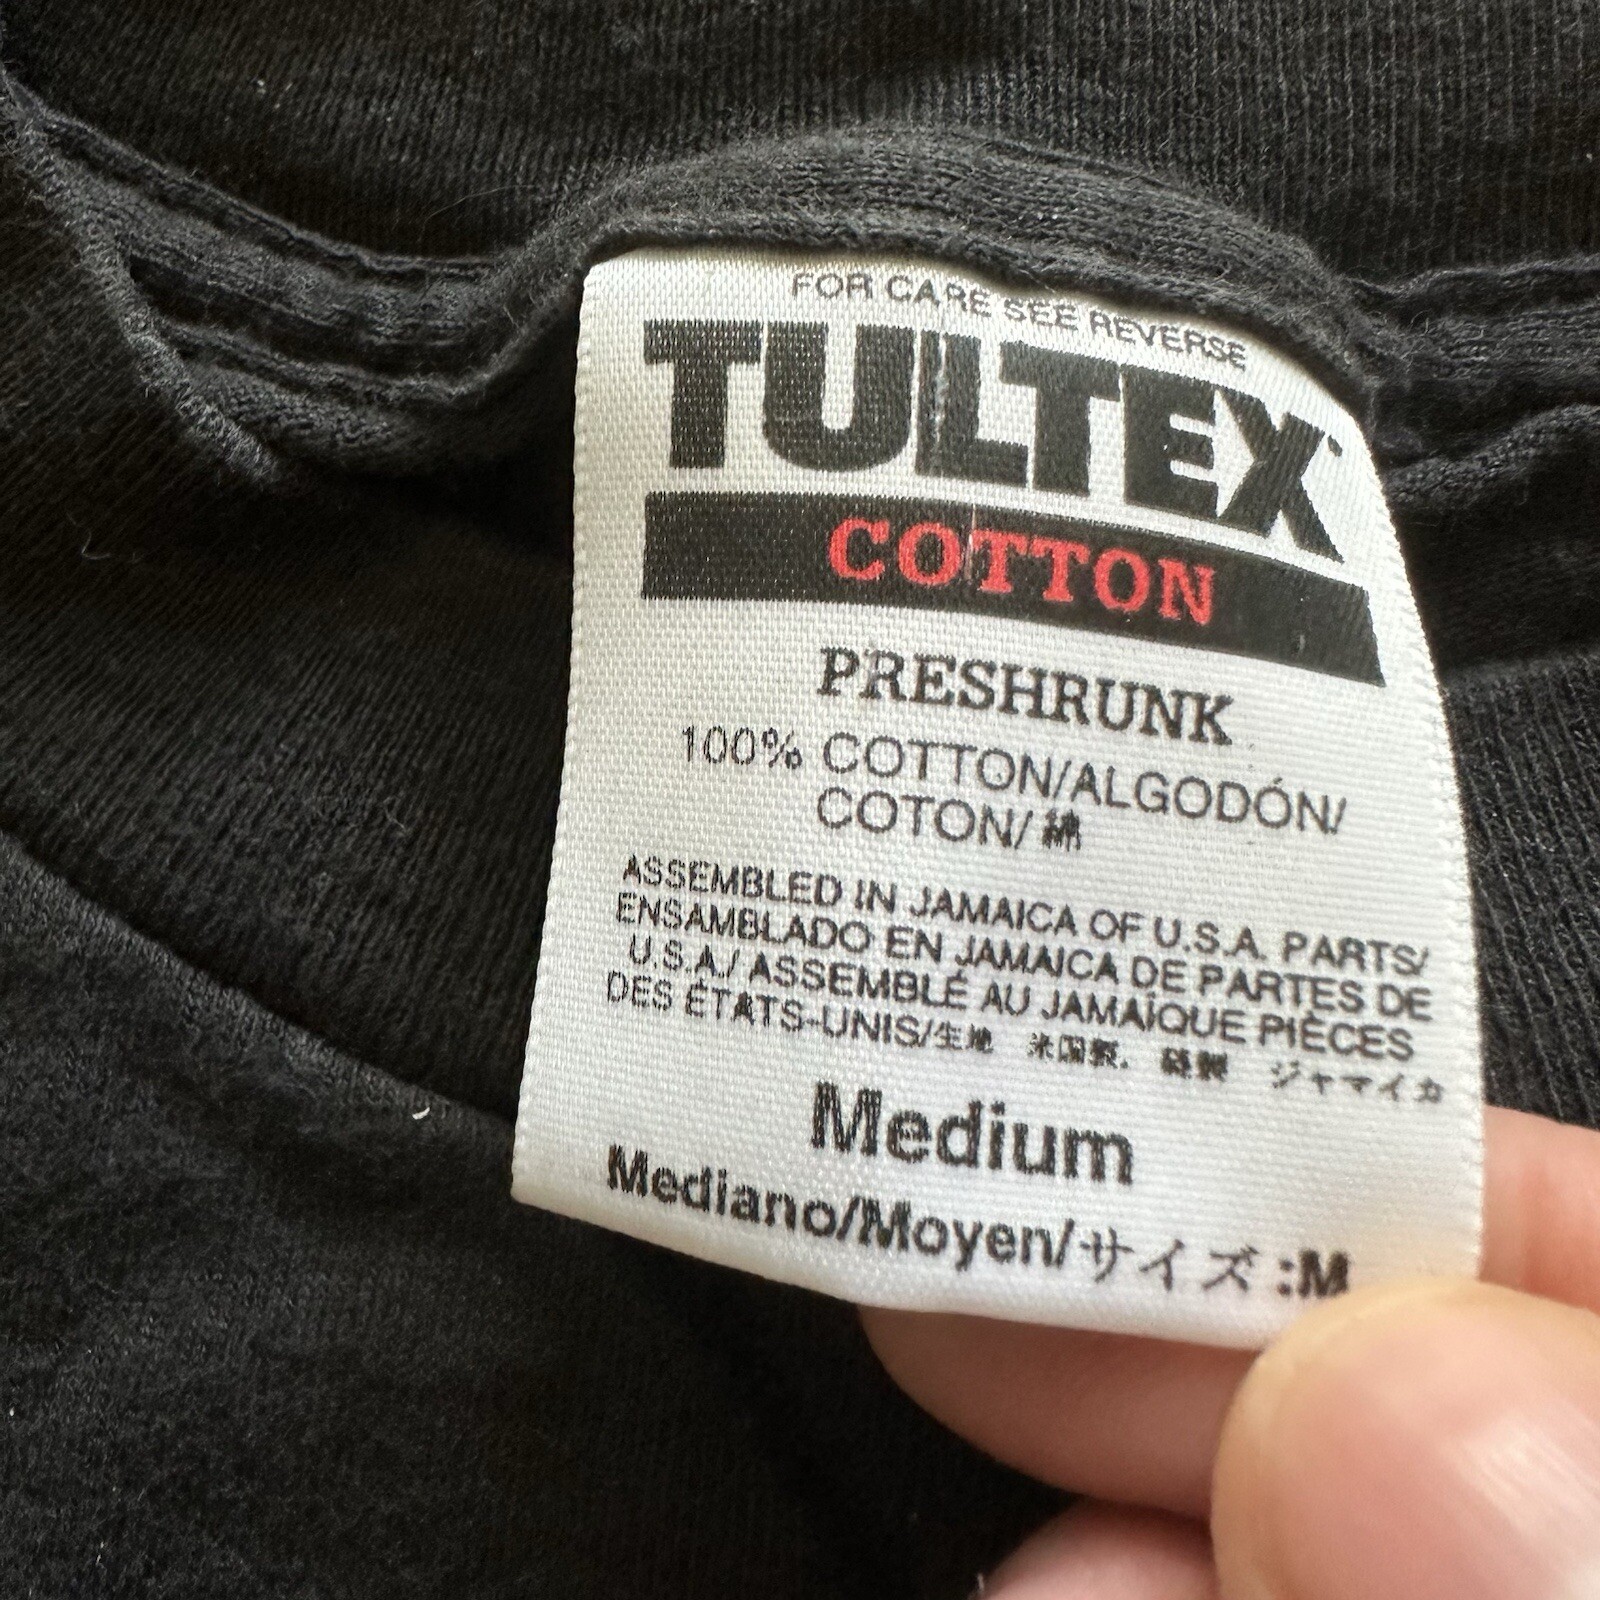 FOR CARE SEE REVERSE
TULTEX
COTTON
PRESHRUNK
100% COTTON/ALGODÓN/
COTON/綿
ASSEMBLED IN JAMAICA OF U.S.A. PARTS/
ENSAMBLADO EN JAMAICA DE PARTES DE
U.S.A./ ASSEMBLÉ AU JAMAÏQUE PIÈCES
DES ÉTATS-UNIS/生地 米国製. 縫製 ジャマイカ
Medium
Mediano/Moyen/サイズ :M